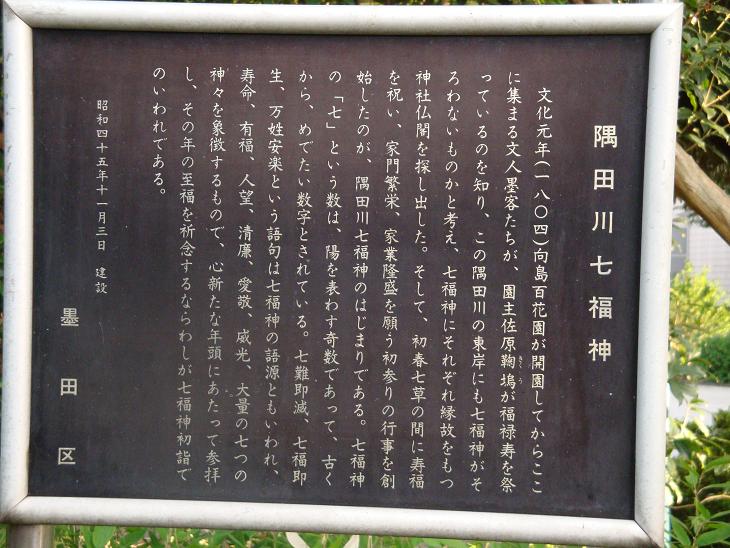 隅田川七福神
文化元年(一八〇四)向島百花園が開園してからここ
に集まる文人墨客たちが、園主佐原鞠塢が福禄寿を祭
きくう
っているのを知り、この隅田川の東岸にも七福神がそ
ろわないものかと考え、七福神にそれぞれ縁故をもつ
神社仏閣を探し出した。そして、初春七草の間に寿福
を祝い、家門繁栄、家業隆盛を願う初参りの行事を創
始したのが、隅田川七福神のはじまりである。七福神
の「七」という数は、陽を表わす奇数であって、古く
から、めでたい数字とされている。七難即滅、七福即
生、万姓安楽という語句は七福神の語源ともいわれ、
寿命、有福、人望、清廉、愛敬、威光、大量の七つの
神々を象徴するもので、心新たな年頭にあたって参拝
し、その年の至福を祈念するならわしが七福神初詣で
のいわれである。
昭和四十五年十一月三日 建設
墨田区